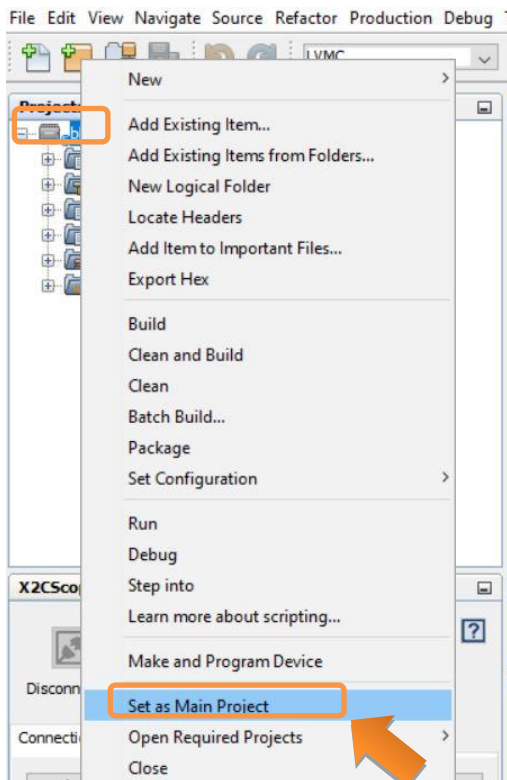 File Edit View Navigate Source Refactor Production Debug
LVMC
New
Projects
Add Existing Item...
Add Existing Items from Folders...
New Logical Folder
Locate Headers
Add Item to Important Files...
Export Hex
Build
Clean and Build
Clean
Batch Build...
Package
Set Configuration
Run
Debug
Step into
X2CSco
Learn more about scripting...
Make and Program Device
Disconn
Set as Main Project
Connecti
Open Required Projects
Close